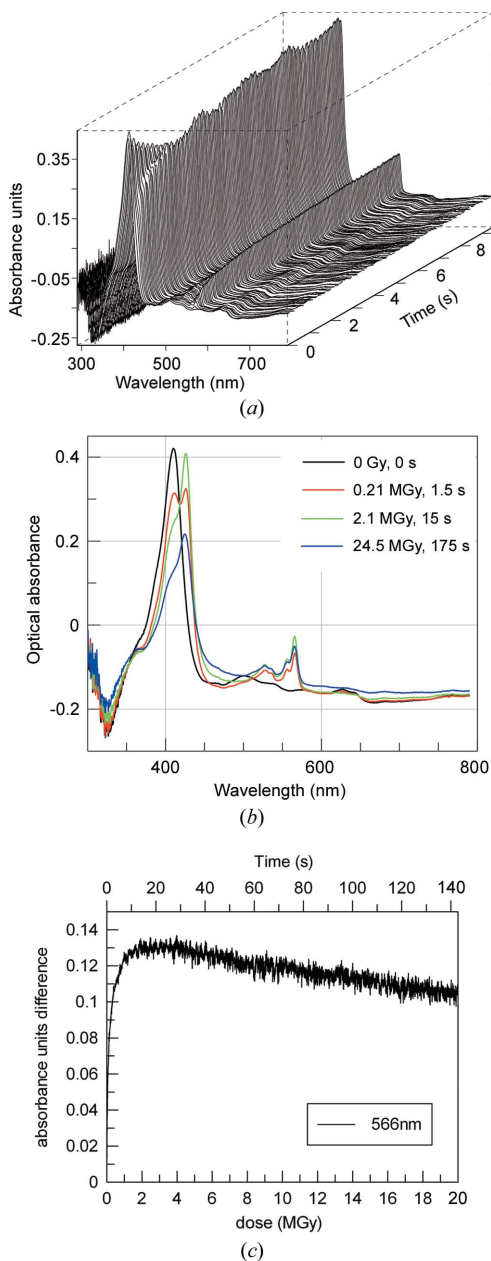 0.35
0.15
-0.05
-0.25
Absorbance units
300
500
700
Wavelength (nm)
0
2
4
6
8
Time (s)
(a)
0.4
0.2
0
-0.2
Optical absorbance
0 Gy, 0 s
0.21 MGy, 1.5 s
2.1 MGy, 15 s
24.5 MGy, 175 s
400
600
800
Wavelength (nm)
(b)
Time (s)
0 20 40 60 80 100 120 140
0.14
0.12
0.1
0.08
0.06
0.04
0.02
0
absorbance units difference
566nm
0 2 4 6 8 10 12 14 16 18 20
dose (MGy)
(c)